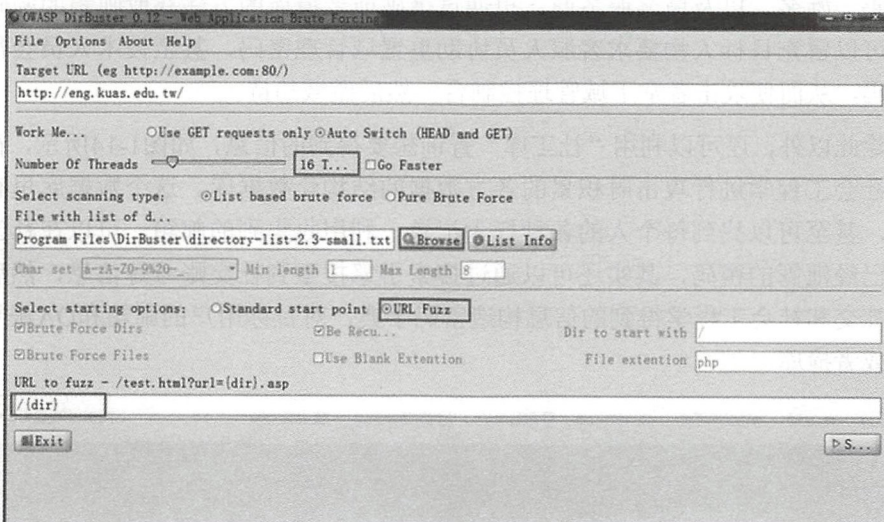 OWASP DirBuster 0.12 - Web Application Brute Forcing
File Options About Help
Target URL (eg http://example.com:80/)
http://eng.kuas.edu.tw/
Work Me... Use GET requests only Auto Switch (HEAD and GET)
Number Of Threads 16 T... Go Faster
Select scanning type: List based brute force Pure Brute Force
File with list of d...
Program Files\DirBuster\directory-list-2.3-small.txt Browse List Info
Char set a-zA-Z0-9%20-_ Min length 1 Max Length 8
Select starting options: Standard start point URL Fuzz
Brute Force Dirs Be Recu... Dir to start with /
Brute Force Files Use Blank Extention File extention php
URL to fuzz - /test.html?url={dir}.asp
/{dir}
Exit S...